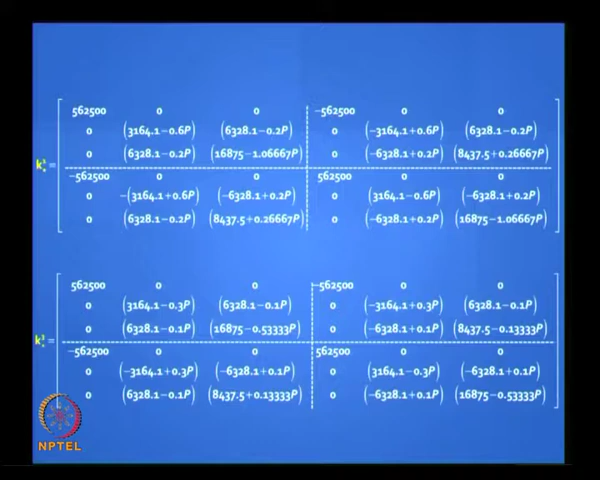 562500 0 0 −562500 0 0
0 (3164.1−0.6P) (6328.1−0.2P) 0 (−3164.1+0.6P) (6328.1−0.2P)
0 (6328.1−0.2P) (16875−1.06667P) 0 (−6328.1+0.2P) (8437.5+0.26667P)
k =
−562500 0 0 562500 0 0
0 −(3164.1+0.6P) (−6328.1+0.2P) 0 (3164.1−0.6P) (−6328.1+0.2P)
0 (6328.1−0.2P) (8437.5+0.26667P) 0 (−6328.1+0.2P) (16875−1.06667P)
562500 0 0 −562500 0 0
0 (3164.1−0.3P) (6328.1−0.1P) 0 (−3164.1+0.3P) (6328.1−0.1P)
0 (6328.1−0.1P) (16875−0.53333P) 0 (−6328.1+0.1P) (8437.5−0.13333P)
k =
−562500 0 0 562500 0 0
0 (−3164.1+0.3P) (−6328.1+0.1P) 0 (3164.1−0.3P) (−6328.1+0.1P)
0 (6328.1−0.1P) (8437.5+0.13333P) 0 (−6328.1+0.1P) (16875−0.53333P)
NPTEL